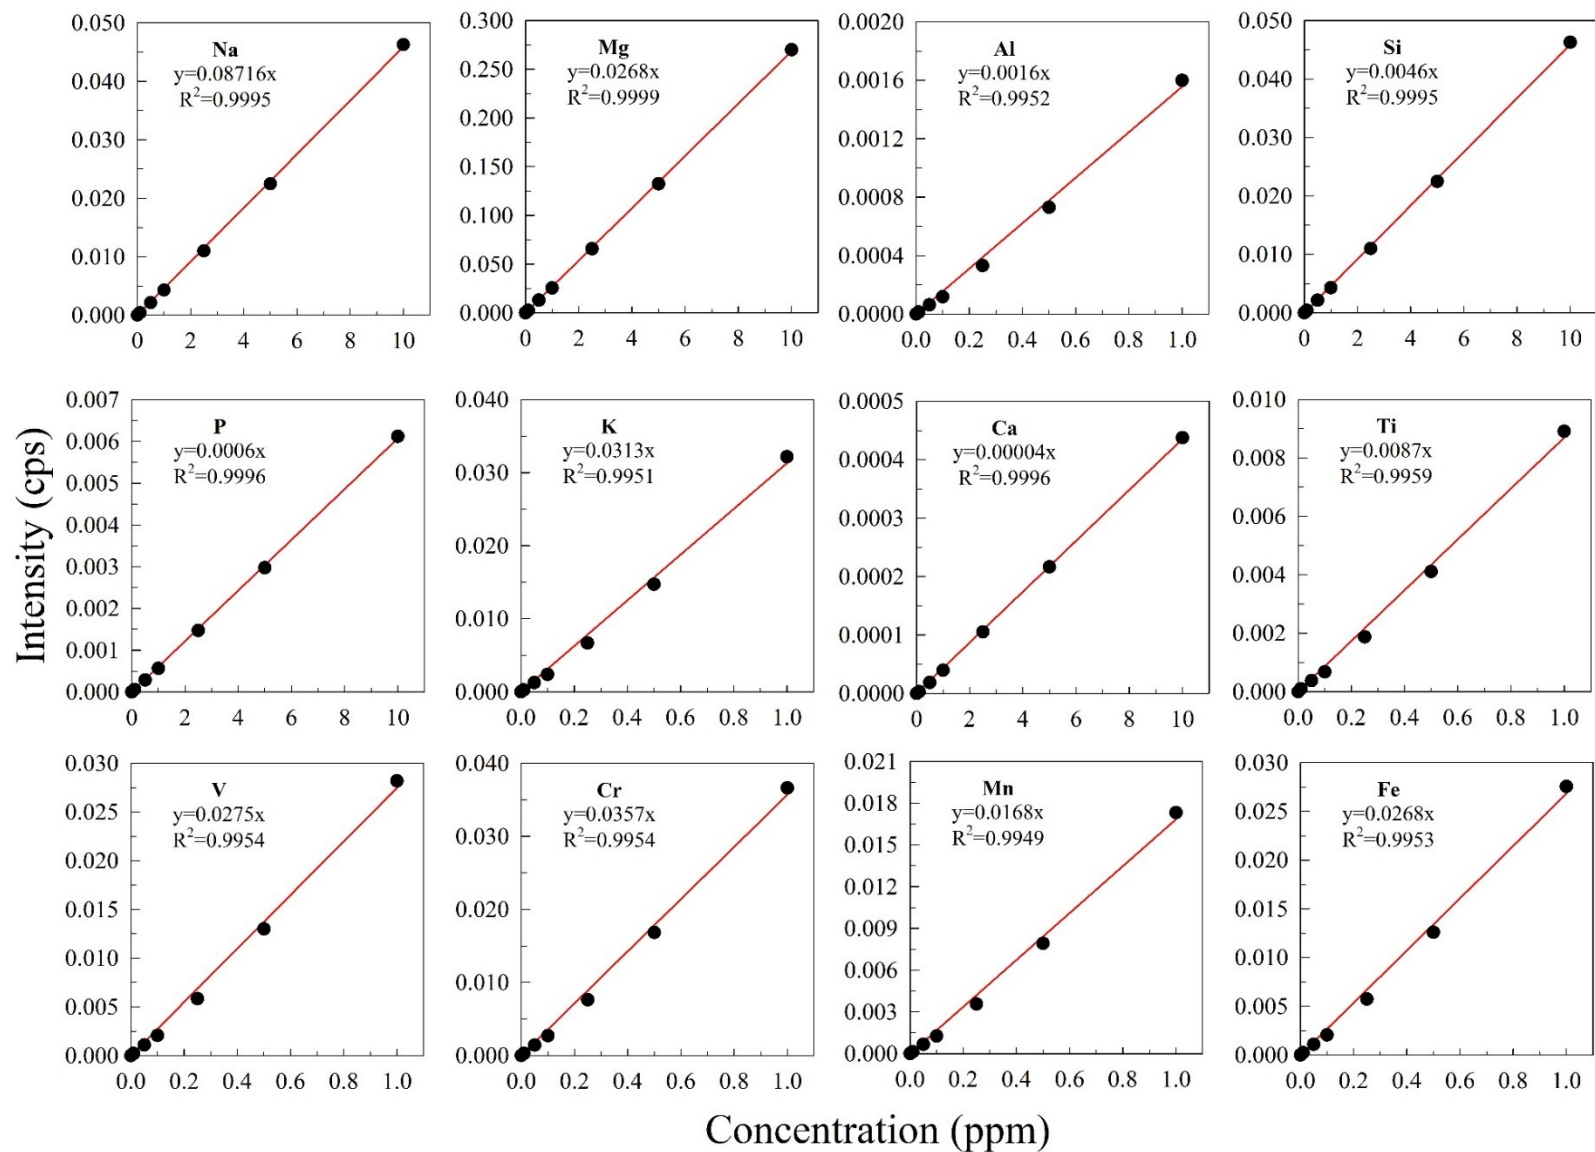 Intensity (cps)
Na
y=0.08716x
R²=0.9995
0.050
0.040
0.030
0.020
0.010
0.000
0 2 4 6 8 10
Mg
y=0.0268x
R²=0.9999
0.300
0.250
0.200
0.150
0.100
0.050
0.000
0 2 4 6 8 10
Al
y=0.0016x
R²=0.9952
0.0020
0.0016
0.0012
0.0008
0.0004
0.0000
0.0 0.2 0.4 0.6 0.8 1.0
Si
y=0.0046x
R²=0.9995
0.050
0.040
0.030
0.020
0.010
0.000
0 2 4 6 8 10
P
y=0.0006x
R²=0.9996
0.007
0.006
0.005
0.004
0.003
0.002
0.001
0.000
0 2 4 6 8 10
K
y=0.0313x
R²=0.9951
0.040
0.030
0.020
0.010
0.000
0.0 0.2 0.4 0.6 0.8 1.0
Ca
y=0.00004x
R²=0.9996
0.0005
0.0004
0.0003
0.0002
0.0001
0.0000
0 2 4 6 8 10
Ti
y=0.0087x
R²=0.9959
0.010
0.008
0.006
0.004
0.002
0.000
0.0 0.2 0.4 0.6 0.8 1.0
V
y=0.0275x
R²=0.9954
0.030
0.025
0.020
0.015
0.010
0.005
0.000
0.0 0.2 0.4 0.6 0.8 1.0
Cr
y=0.0357x
R²=0.9954
0.040
0.030
0.020
0.010
0.000
0.0 0.2 0.4 0.6 0.8 1.0
Mn
y=0.0168x
R²=0.9949
0.021
0.018
0.015
0.012
0.009
0.006
0.003
0.000
0.0 0.2 0.4 0.6 0.8 1.0
Fe
y=0.0268x
R²=0.9953
0.030
0.025
0.020
0.015
0.010
0.005
0.000
0.0 0.2 0.4 0.6 0.8 1.0
Concentration (ppm)